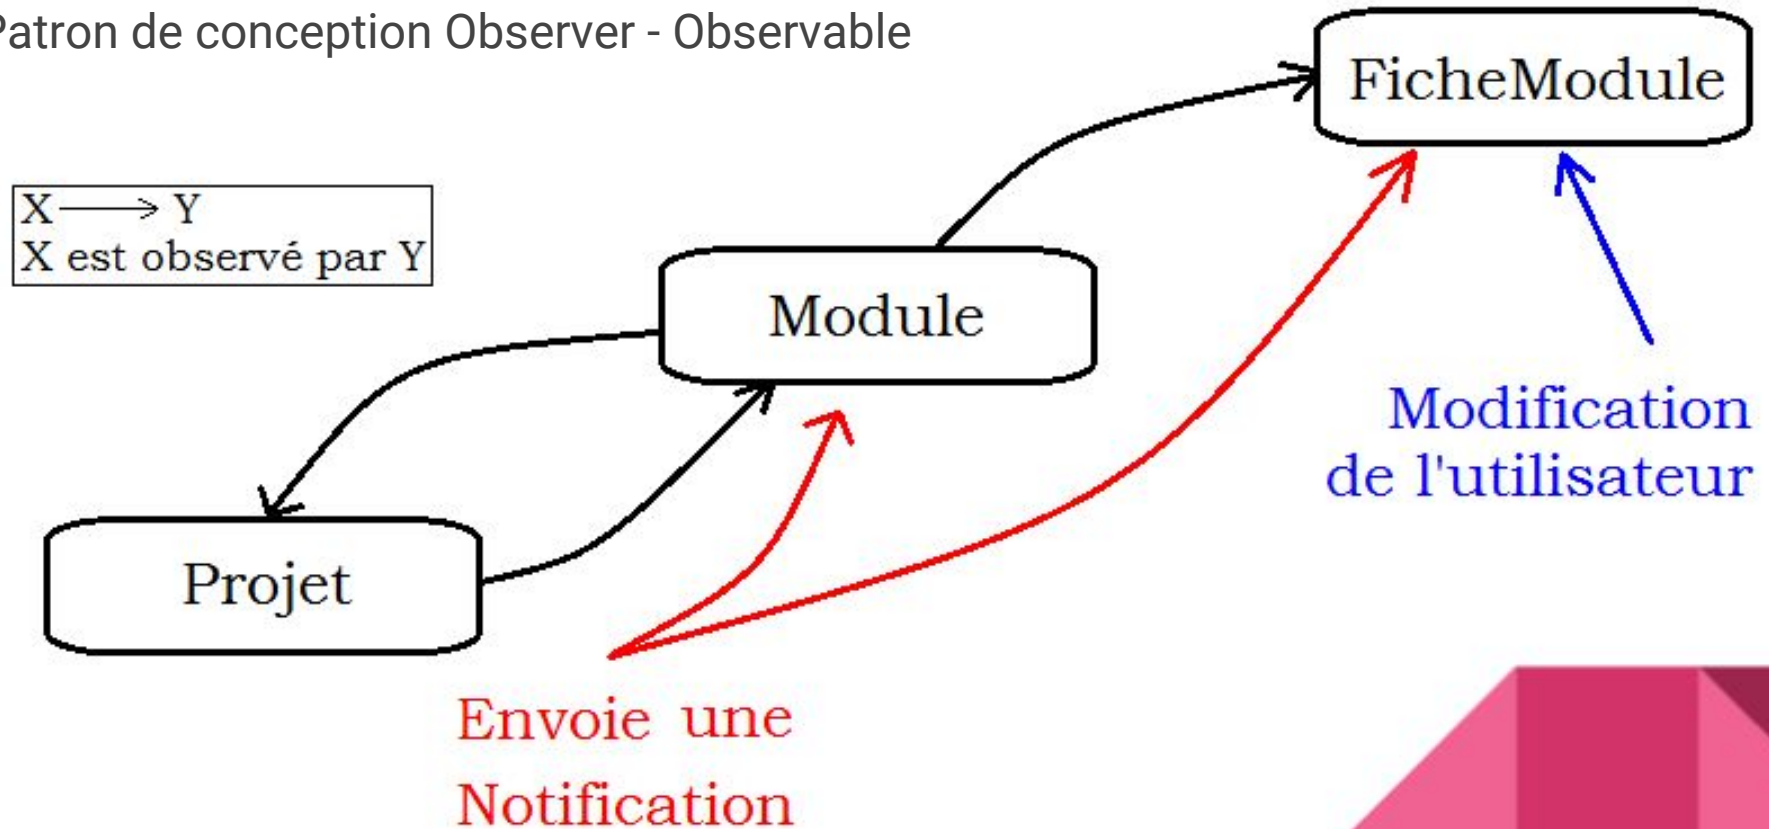 Patron de conception Observer - Observable
FicheModule
X → Y
X est observé par Y
Module
Modification
de l'utilisateur
Projet
Envoie une
Notification